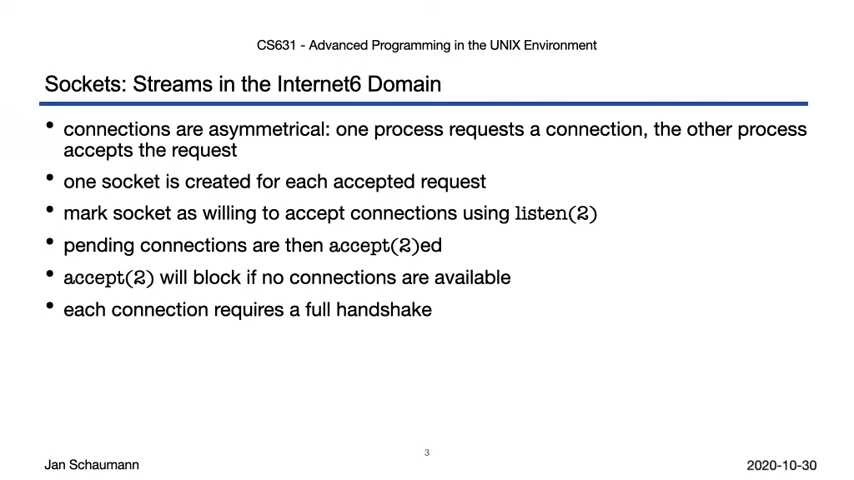 CS631 - Advanced Programming in the UNIX Environment
Sockets: Streams in the Internet6 Domain
• connections are asymmetrical: one process requests a connection, the other process
accepts the request
• one socket is created for each accepted request
• mark socket as willing to accept connections using listen(2)
• pending connections are then accept(2)ed
• accept(2) will block if no connections are available
• each connection requires a full handshake
3
Jan Schaumann
2020-10-30